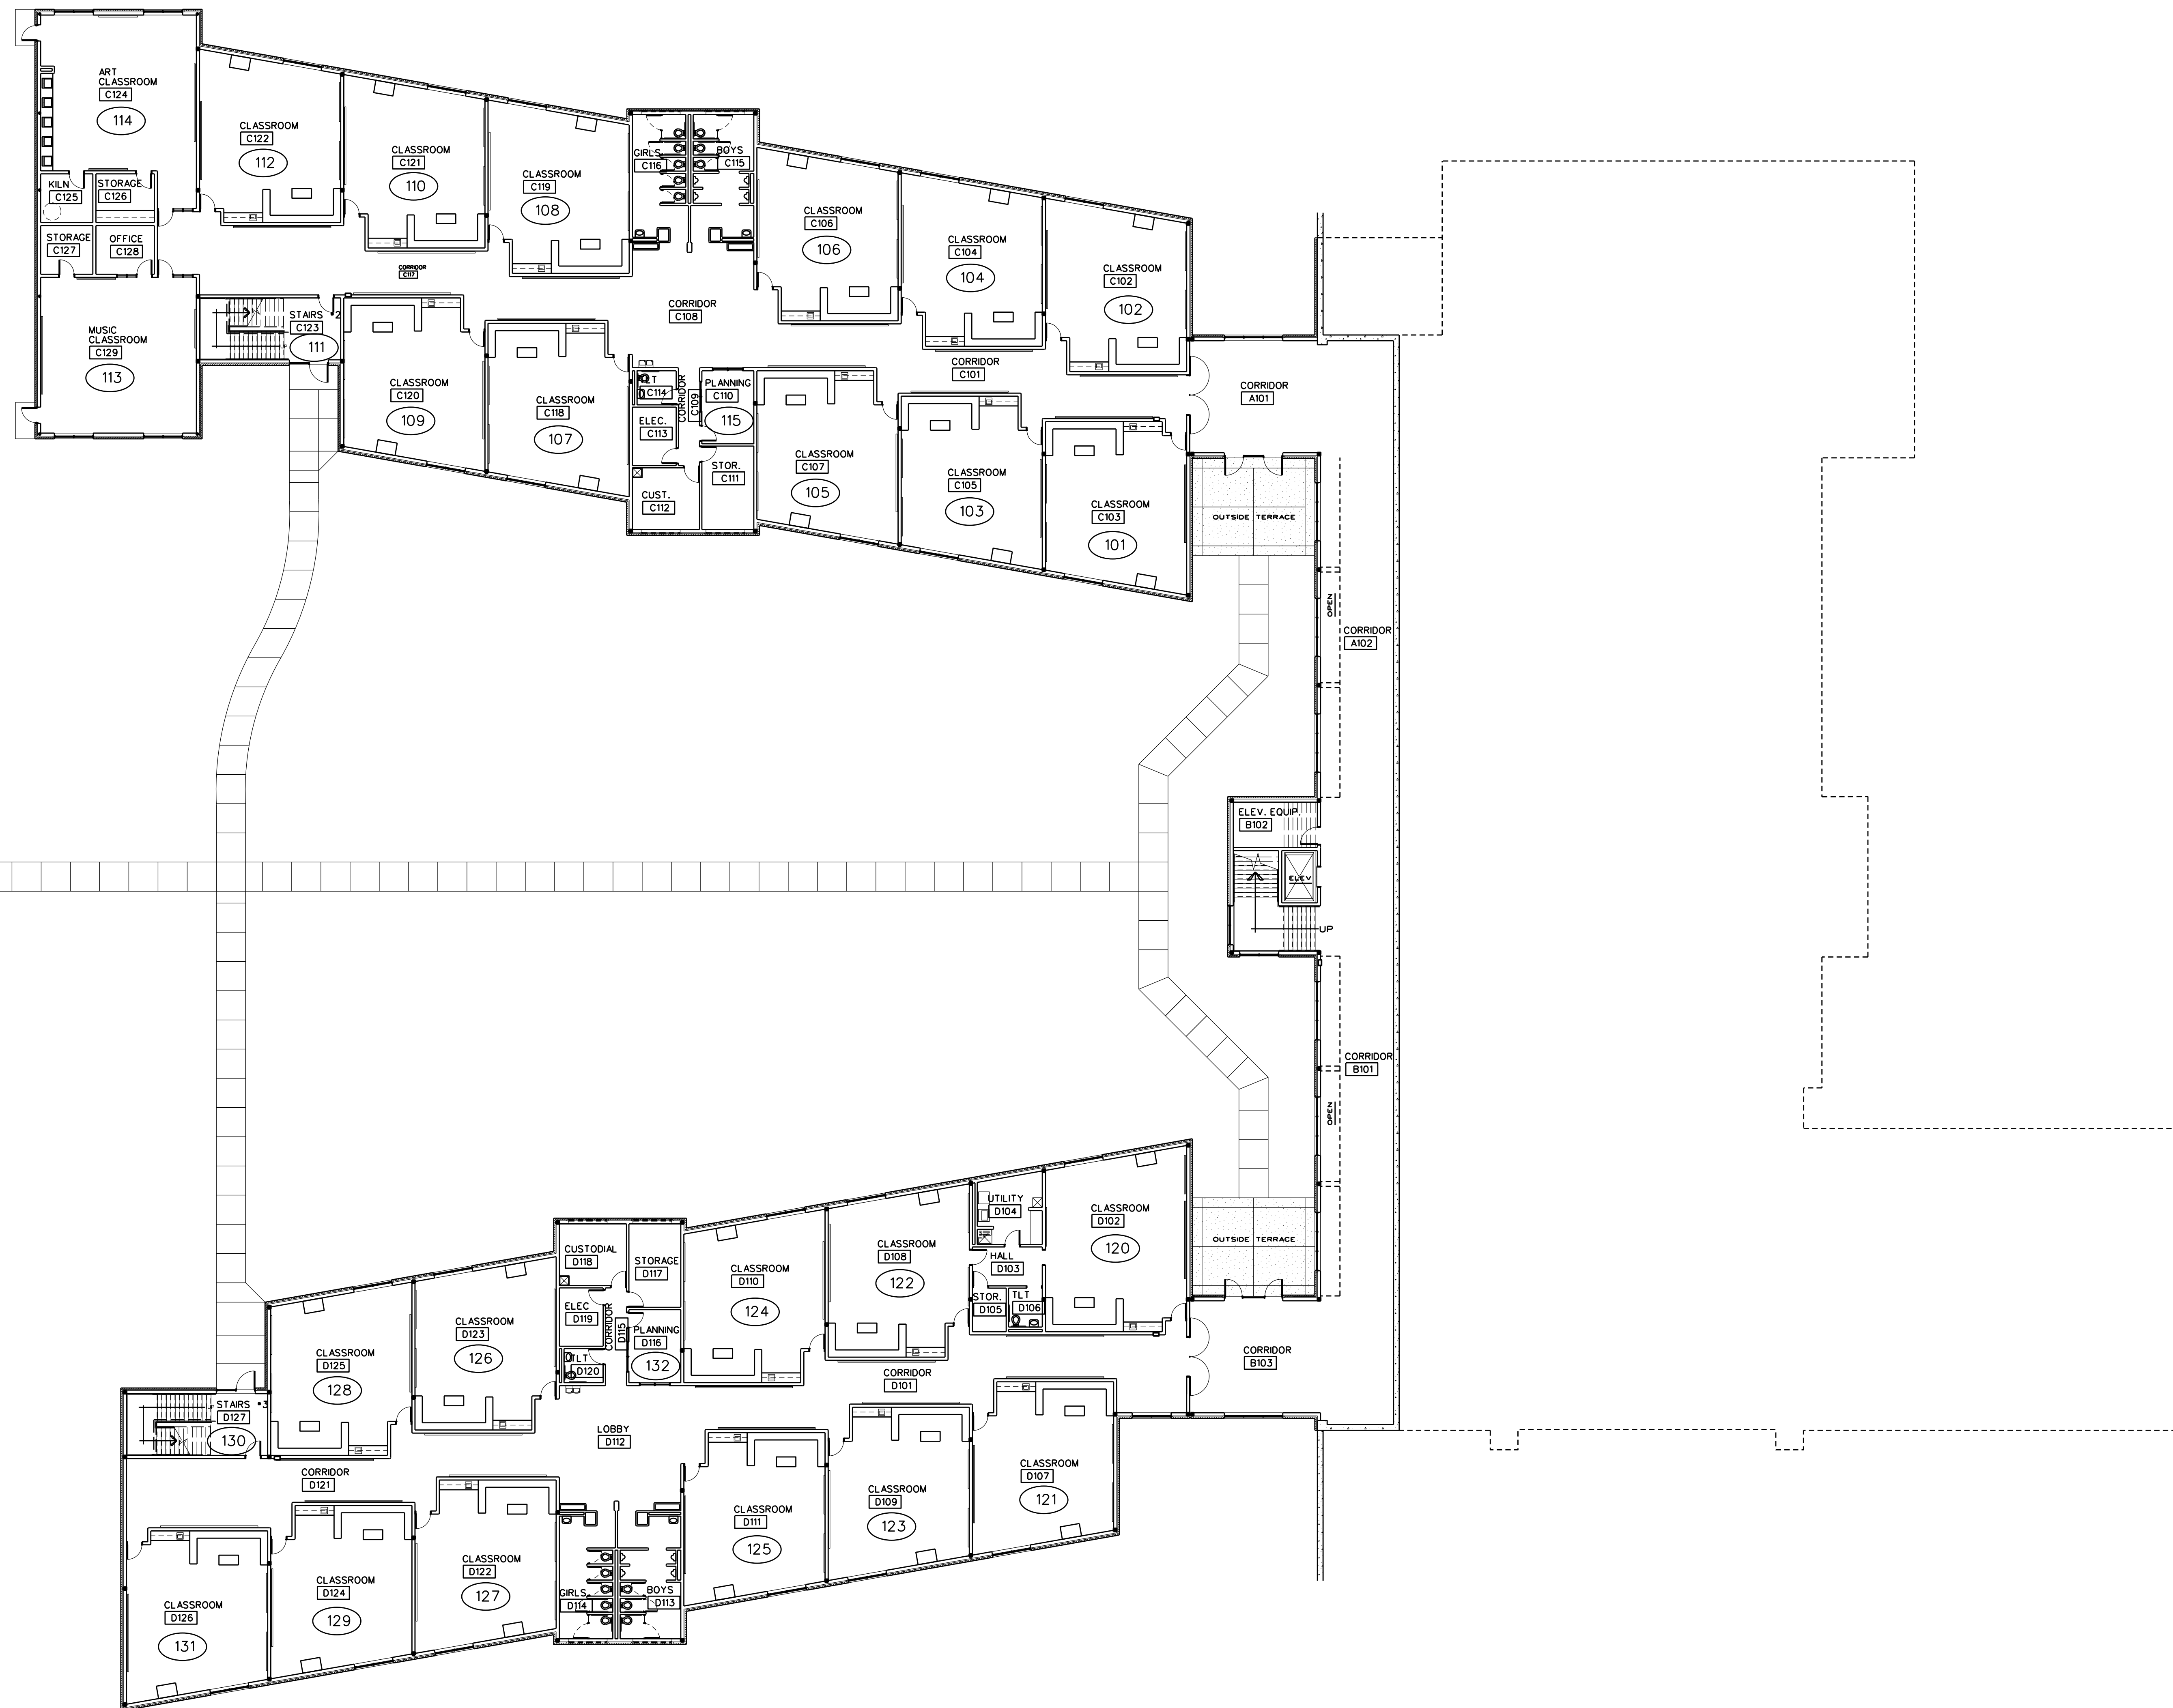 ART
CLASSROOM
C124
114
CLASSROOM
C122
112
CLASSROOM
C121
110
CLASSROOM
C119
108
GIRLS
C116
BOYS
C115
KILN
C125
STORAGE
C126
STORAGE
C127
OFFICE
C128
CORRIDOR
C117
CLASSROOM
C106
106
CLASSROOM
C104
104
CLASSROOM
C102
102
MUSIC
CLASSROOM
C129
113
STAIRS •2
C123
111
CORRIDOR
C108
CLASSROOM
C120
109
CLASSROOM
C118
107
TLT
C114
CORRIDOR
C109
PLANNING
C110
115
ELEC.
C113
STOR.
C111
CUST.
C112
CORRIDOR
C101
CORRIDOR
A101
CLASSROOM
C107
105
CLASSROOM
C105
103
CLASSROOM
C103
101
OUTSIDE TERRACE
OPEN
CORRIDOR
A102
ELEV. EQUIP.
B102
ELEV
UP
CORRIDOR
B101
OPEN
UTILITY
D104
CLASSROOM
D102
120
OUTSIDE TERRACE
CUSTODIAL
D118
STORAGE
D117
CLASSROOM
D110
124
CLASSROOM
D108
122
HALL
D103
STOR.
D105
TLT
D106
ELEC
D119
CORRIDOR
D115
PLANNING
D116
132
TLT
D120
CLASSROOM
D123
126
CLASSROOM
D125
128
CORRIDOR
D101
CORRIDOR
B103
STAIRS •3
D127
130
LOBBY
D112
CORRIDOR
D121
CLASSROOM
D107
121
CLASSROOM
D109
123
CLASSROOM
D111
125
CLASSROOM
D122
127
GIRLS
D114
BOYS
D113
CLASSROOM
D124
129
CLASSROOM
D126
131